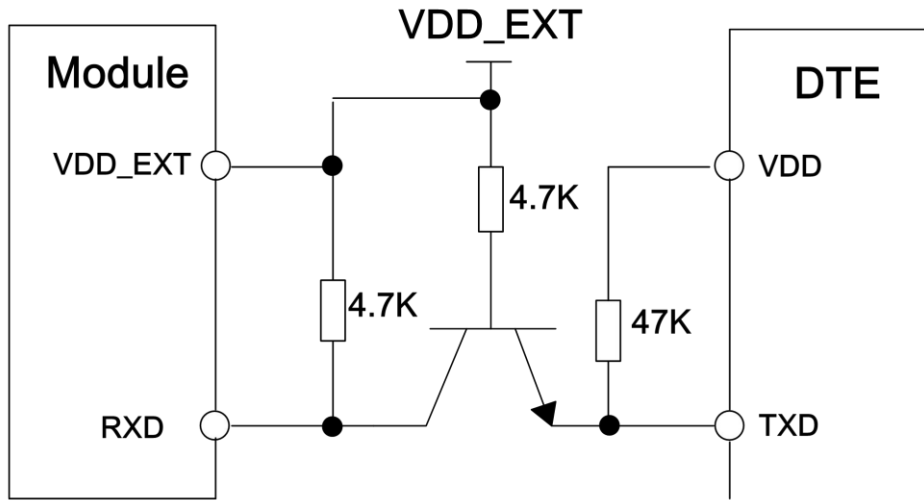 VDD_EXT
Module
DTE
VDD_EXT
VDD
4.7K
4.7K
47K
RXD
TXD